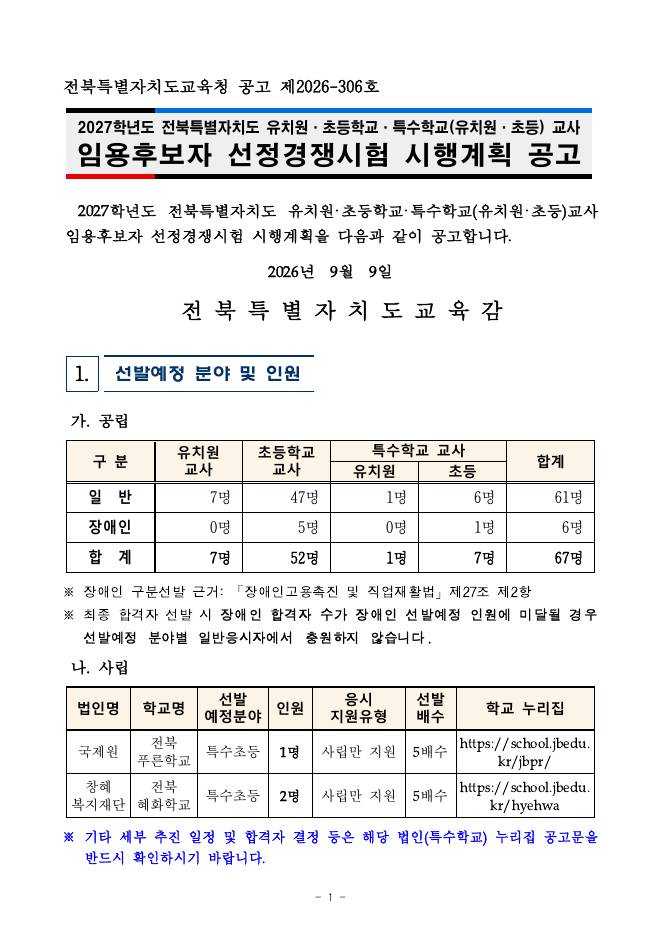 전북특별자치도교육청 공고 제2026-306호
2027학년도 전북특별자치도 유치원·초등학교·특수학교(유치원·초등) 교사
임용후보자 선정경쟁시험 시행계획 공고
2027학년도 전북특별자치도 유치원·초등학교·특수학교(유치원·초등)교사
임용후보자 선정경쟁시험 시행계획을 다음과 같이 공고합니다.
2026년 9월 9일
전 북 특 별 자 치 도 교 육 감
1. 선발예정 분야 및 인원
가. 공립
구 분 유치원 교사 초등학교 교사 특수학교 교사 합계
유치원 초등
일 반 7명 47명 1명 6명 61명
장애인 0명 5명 0명 1명 6명
합 계 7명 52명 1명 7명 67명
※ 장애인 구분선발 근거: 「장애인고용촉진 및 직업재활법」제27조 제2항
※ 최종 합격자 선발 시 장애인 합격자 수가 장애인 선발예정 인원에 미달될 경우
선발예정 분야별 일반응시자에서 충원하지 않습니다.
나. 사립
법인명 학교명 선발 예정분야 인원 응시 지원유형 선발 배수 학교 누리집
국제원 전북 푸른학교 특수초등 1명 사립만 지원 5배수 https://school.jbedu.
kr/jbpr/
창혜 복지재단 전북 혜화학교 특수초등 2명 사립만 지원 5배수 https://school.jbedu.
kr/hyehwa
※ 기타 세부 추진 일정 및 합격자 결정 등은 해당 법인(특수학교) 누리집 공고문을
반드시 확인하시기 바랍니다.
- 1 -